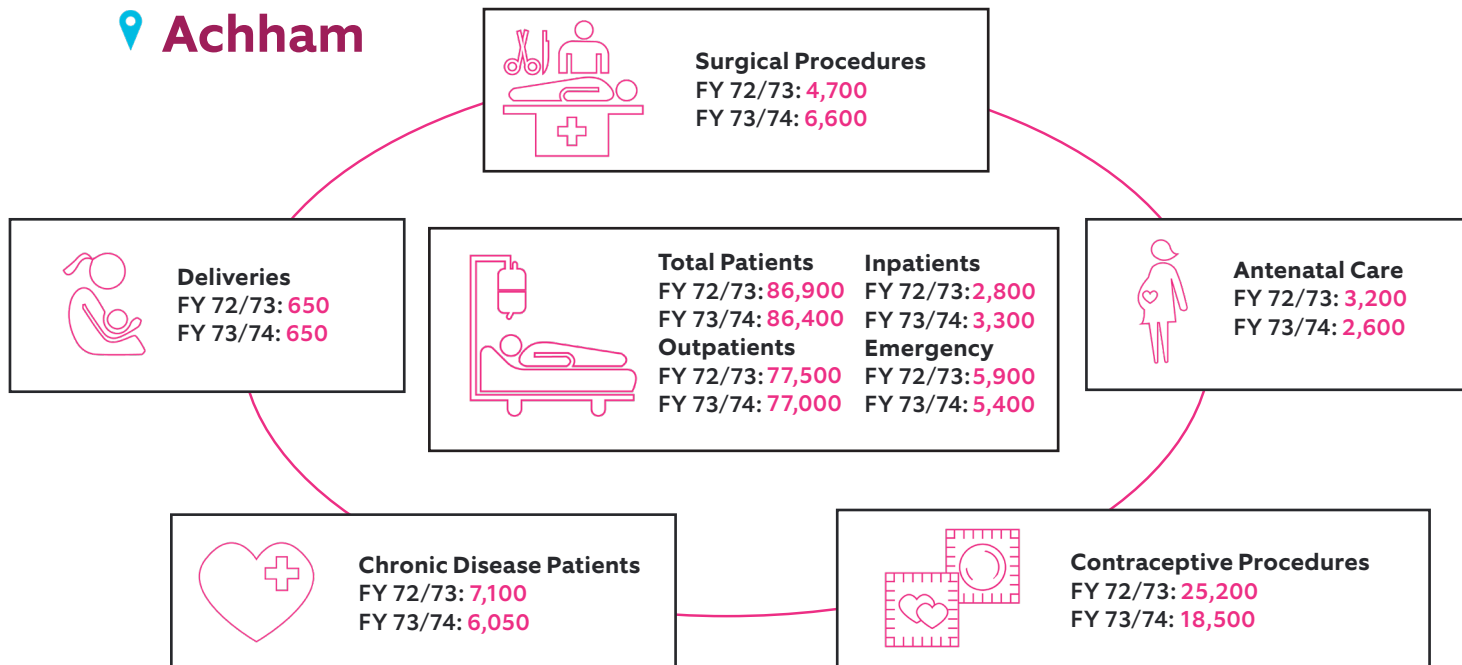 Achham
Surgical Procedures
FY 72/73: 4,700
FY 73/74: 6,600
Deliveries
FY 72/73: 650
FY 73/74: 650
Total Patients
FY 72/73: 86,900
FY 73/74: 86,400
Outpatients
FY 72/73: 77,500
FY 73/74: 77,000
Inpatients
FY 72/73: 2,800
FY 73/74: 3,300
Emergency
FY 72/73: 5,900
FY 73/74: 5,400
Antenatal Care
FY 72/73: 3,200
FY 73/74: 2,600
Chronic Disease Patients
FY 72/73: 7,100
FY 73/74: 6,050
Contraceptive Procedures
FY 72/73: 25,200
FY 73/74: 18,500